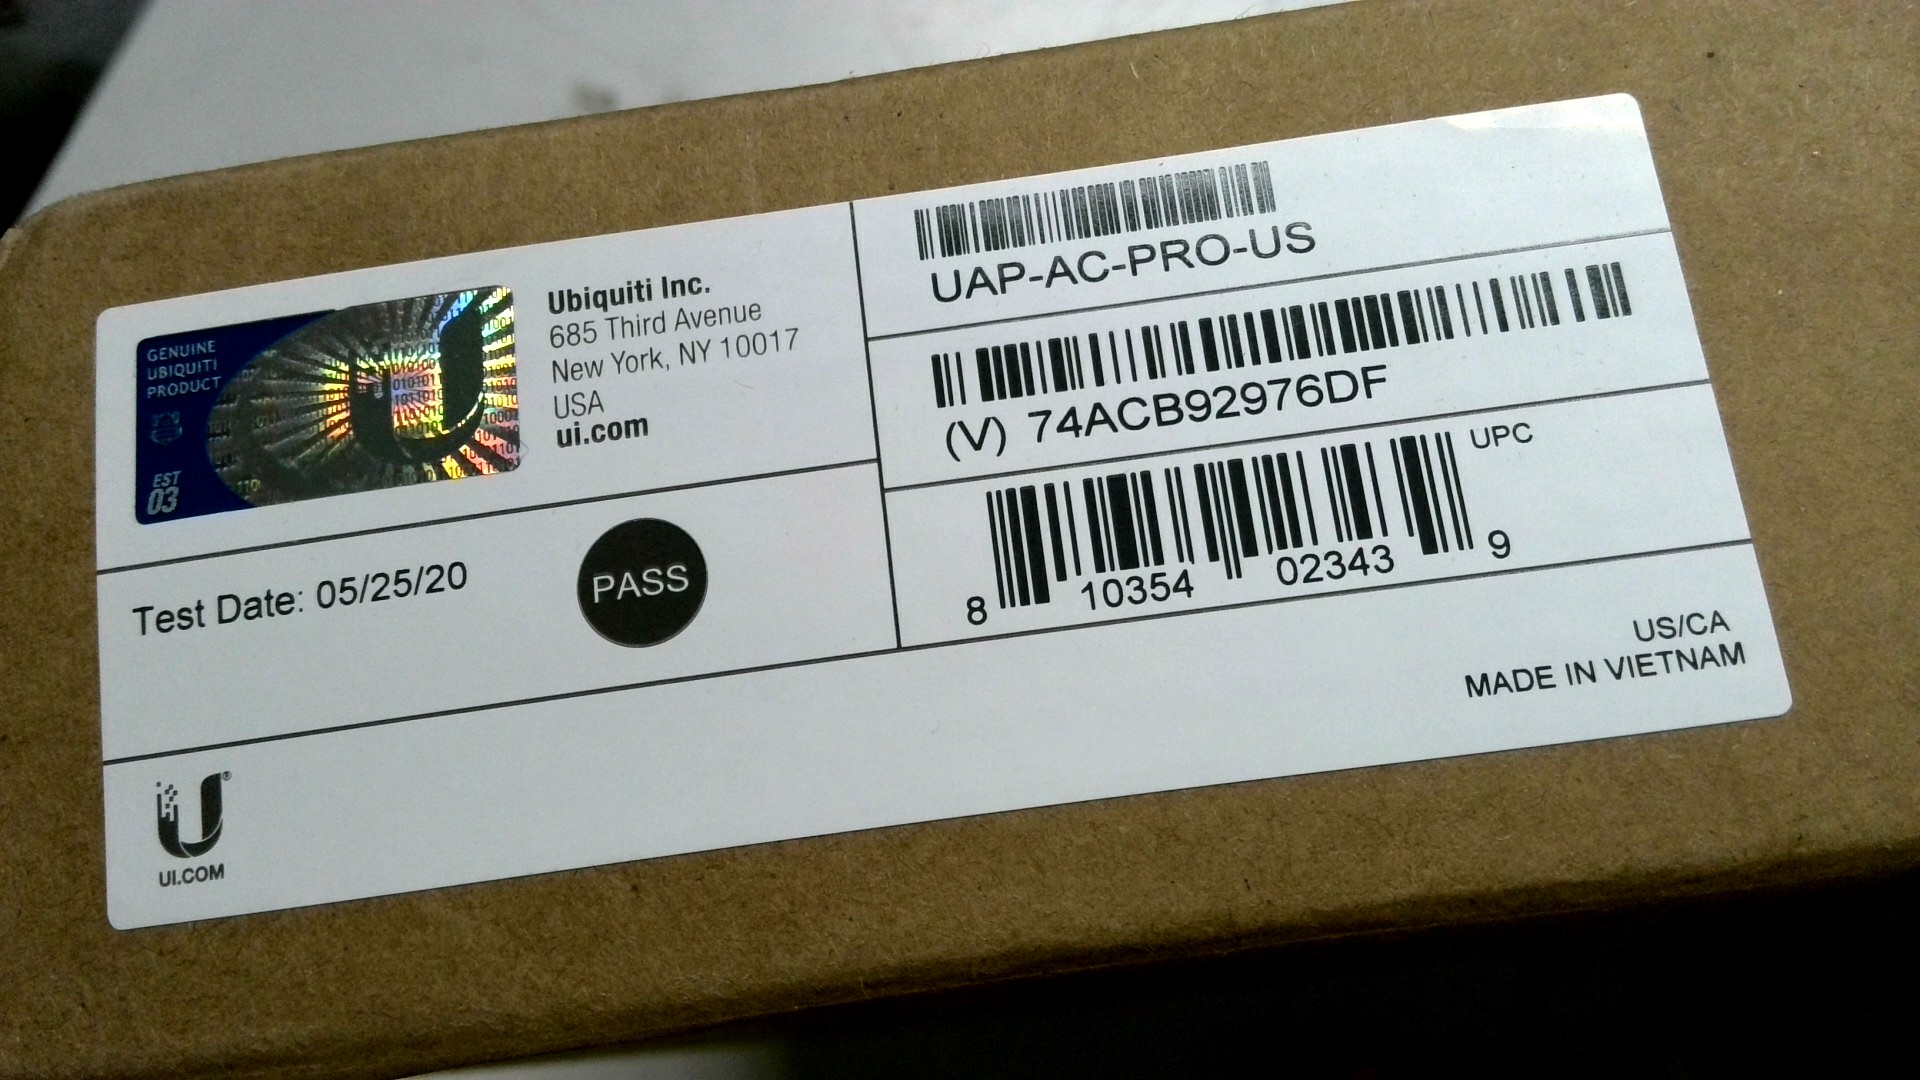 GENUINE
UBIQUITI
PRODUCT
EST
03
Ubiquiti Inc.
685 Third Avenue
New York, NY 10017
USA
ui.com
Test Date: 05/25/20
PASS
UAP-AC-PRO-US
(V) 74ACB92976DF
UPC
8 10354 02343 9
US/CA
MADE IN VIETNAM
U®
UI.COM